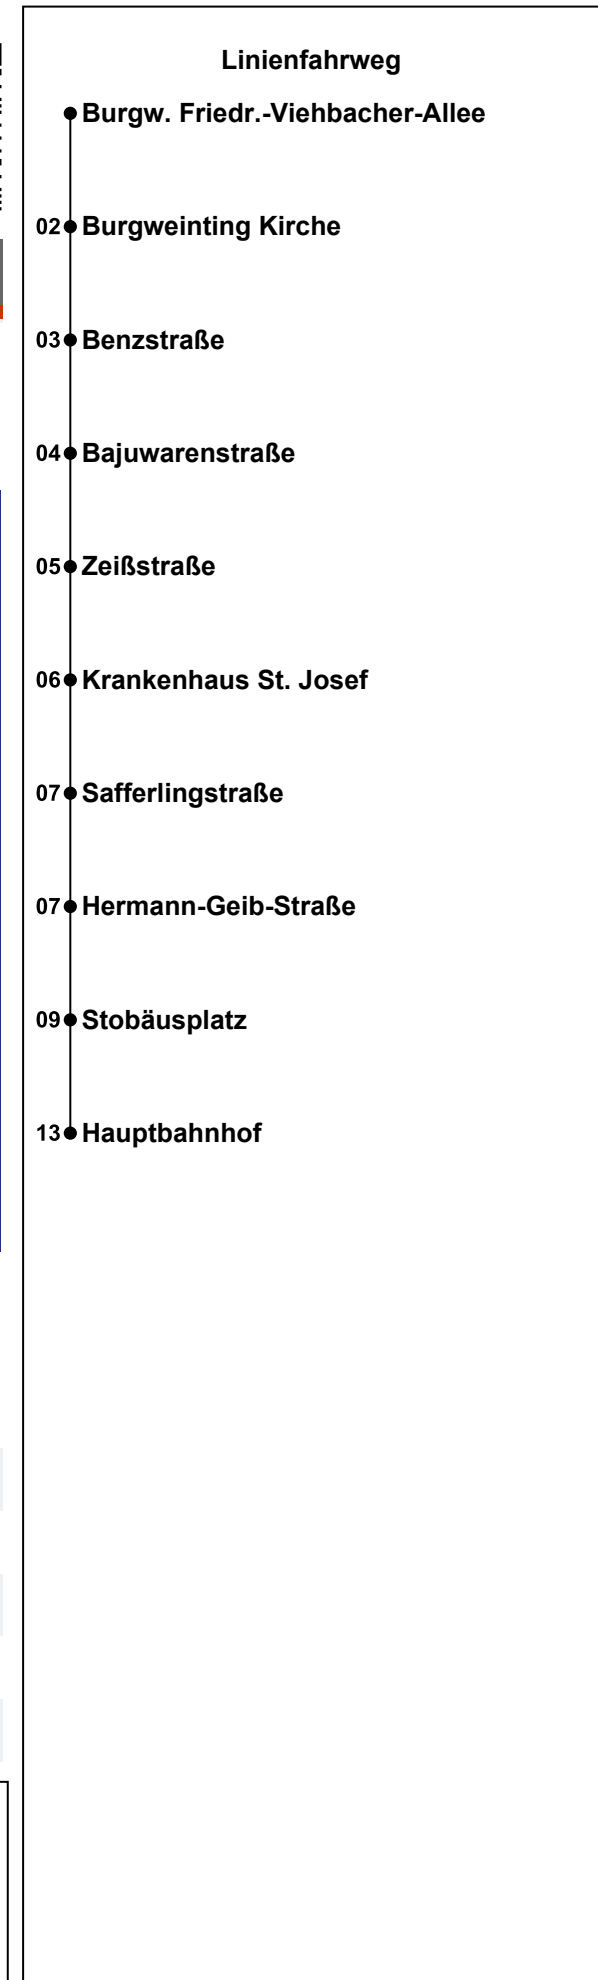 Linienfahrweg
Burgw. Friedr.-Viehbacher-Allee
02 Burgweinting Kirche
03 Benzstraße
04 Bajuwarenstraße
05 Zeißstraße
06 Krankenhaus St. Josef
07 Safferlingstraße
07 Hermann-Geib-Straße
09 Stobäusplatz
13 Hauptbahnhof